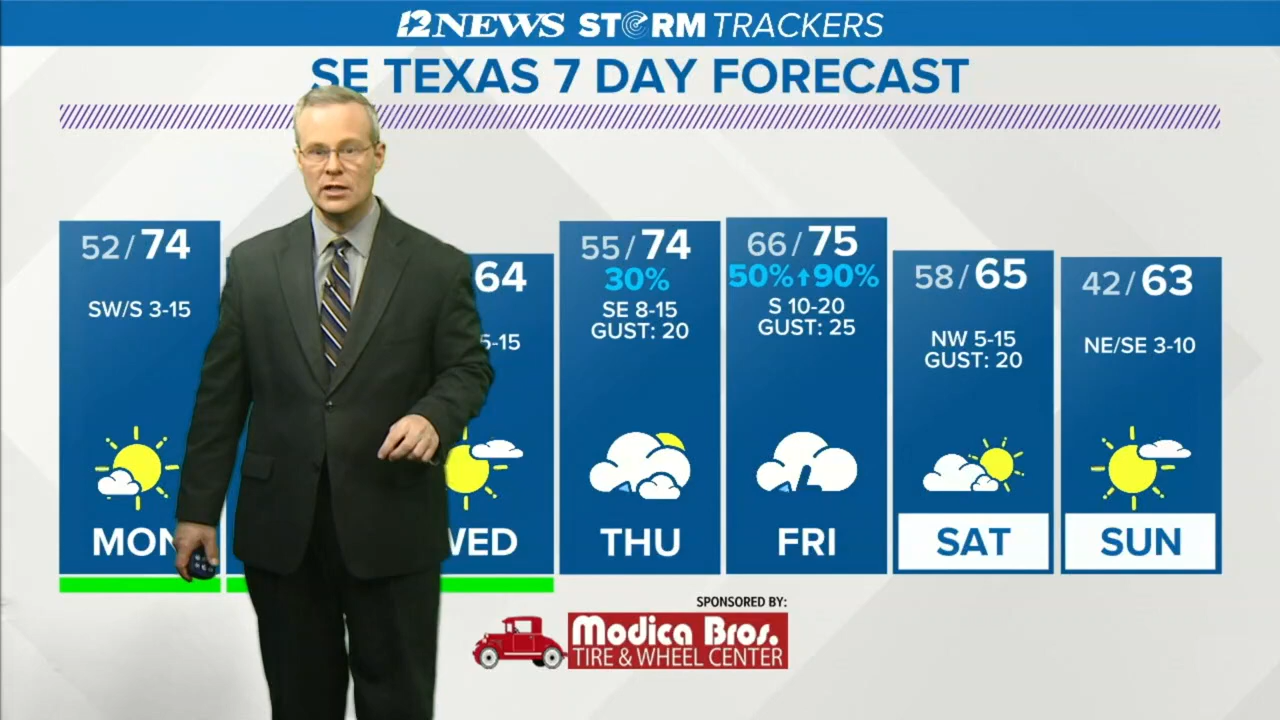 12NEWS STORM TRACKERS
SE TEXAS 7 DAY FORECAST
52/74
SW/S 3-15
MON
64
5-15
WED
55/74
30%
SE 8-15
GUST: 20
THU
66/75
50%↑90%
S 10-20
GUST: 25
FRI
58/65
NW 5-15
GUST: 20
SAT
42/63
NE/SE 3-10
SUN
SPONSORED BY:
Modica Bros.
TIRE & WHEEL CENTER